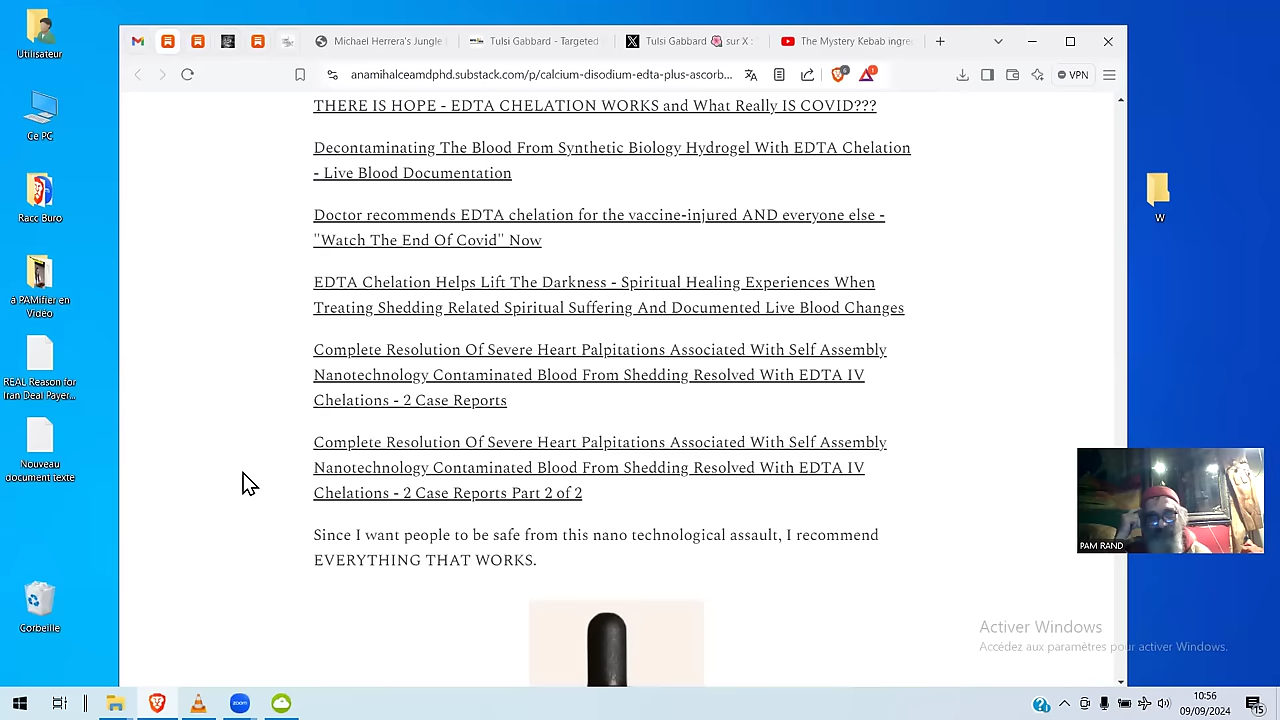 Utilisateur
Michael Herrera's Jungle
Tulsi Gabbard - Targeted
Tulsi Gabbard 🌺 sur X -
The Mystery Kebab ingre
anamihalceamdphd.substack.com/p/calcium-disodium-edta-plus-ascorb...
6
1
VPN
Ce PC
Racc Buro
à PAMifier en
Vidéo
REAL Reason for
Iran Deal Payer...
Nouveau
document texte
Corbeille
THERE IS HOPE - EDTA CHELATION WORKS and What Really IS COVID???
Decontaminating The Blood From Synthetic Biology Hydrogel With EDTA Chelation
- Live Blood Documentation
Doctor recommends EDTA chelation for the vaccine-injured AND everyone else -
"Watch The End Of Covid" Now
EDTA Chelation Helps Lift The Darkness - Spiritual Healing Experiences When
Treating Shedding Related Spiritual Suffering And Documented Live Blood Changes
Complete Resolution Of Severe Heart Palpitations Associated With Self Assembly
Nanotechnology Contaminated Blood From Shedding Resolved With EDTA IV
Chelations - 2 Case Reports
Complete Resolution Of Severe Heart Palpitations Associated With Self Assembly
Nanotechnology Contaminated Blood From Shedding Resolved With EDTA IV
Chelations - 2 Case Reports Part 2 of 2
Since I want people to be safe from this nano technological assault, I recommend
EVERYTHING THAT WORKS.
W
PAM RAND
Activer Windows
Accédez aux paramètres pour activer Windows.
zoom
10:56
09/09/2024
15